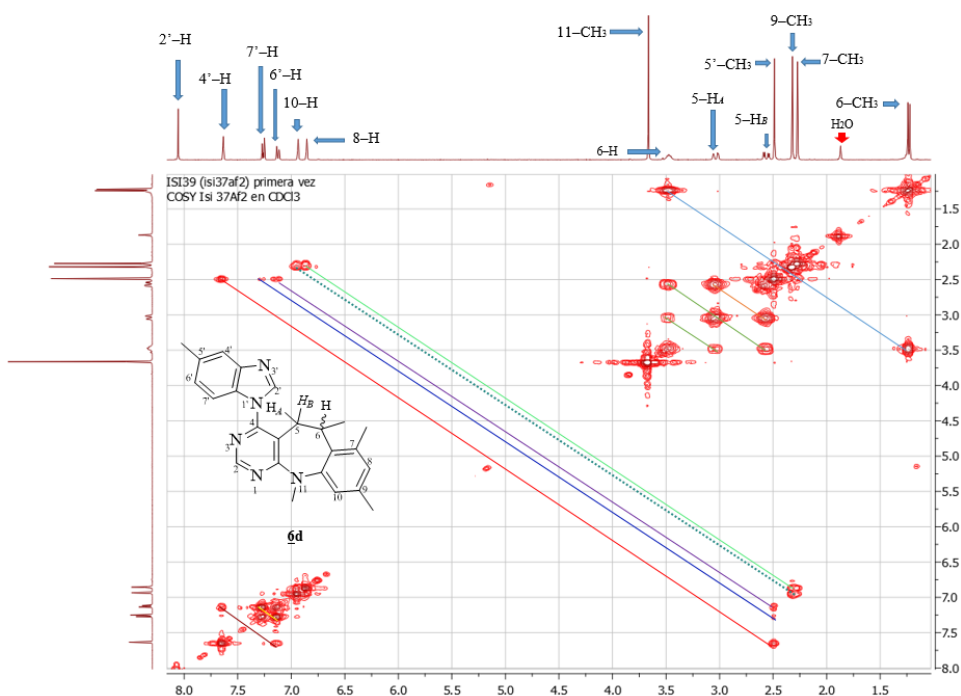 9–CH3
11–CH3
2’–H
7’–H
6’–H
5’–CH3
7–CH3
4’–H
10–H
5–HA
6–CH3
5–HB
H2O
8–H
6–H
ISI39 (isi37af2) primera vez
COSY Isi 37Af2 en CDCl3
1.5
2.0
2.5
3.0
3.5
4.0
4.5
5.0
5.5
6.0
6.5
7.0
7.5
8.0
5' 4'
N 3'
6'
2'
7' 1'
N HA HB H
4 5 6 7
N 3
8
2 N N
1 11 10 9
6d
8.0 7.5 7.0 6.5 6.0 5.5 5.0 4.5 4.0 3.5 3.0 2.5 2.0 1.5